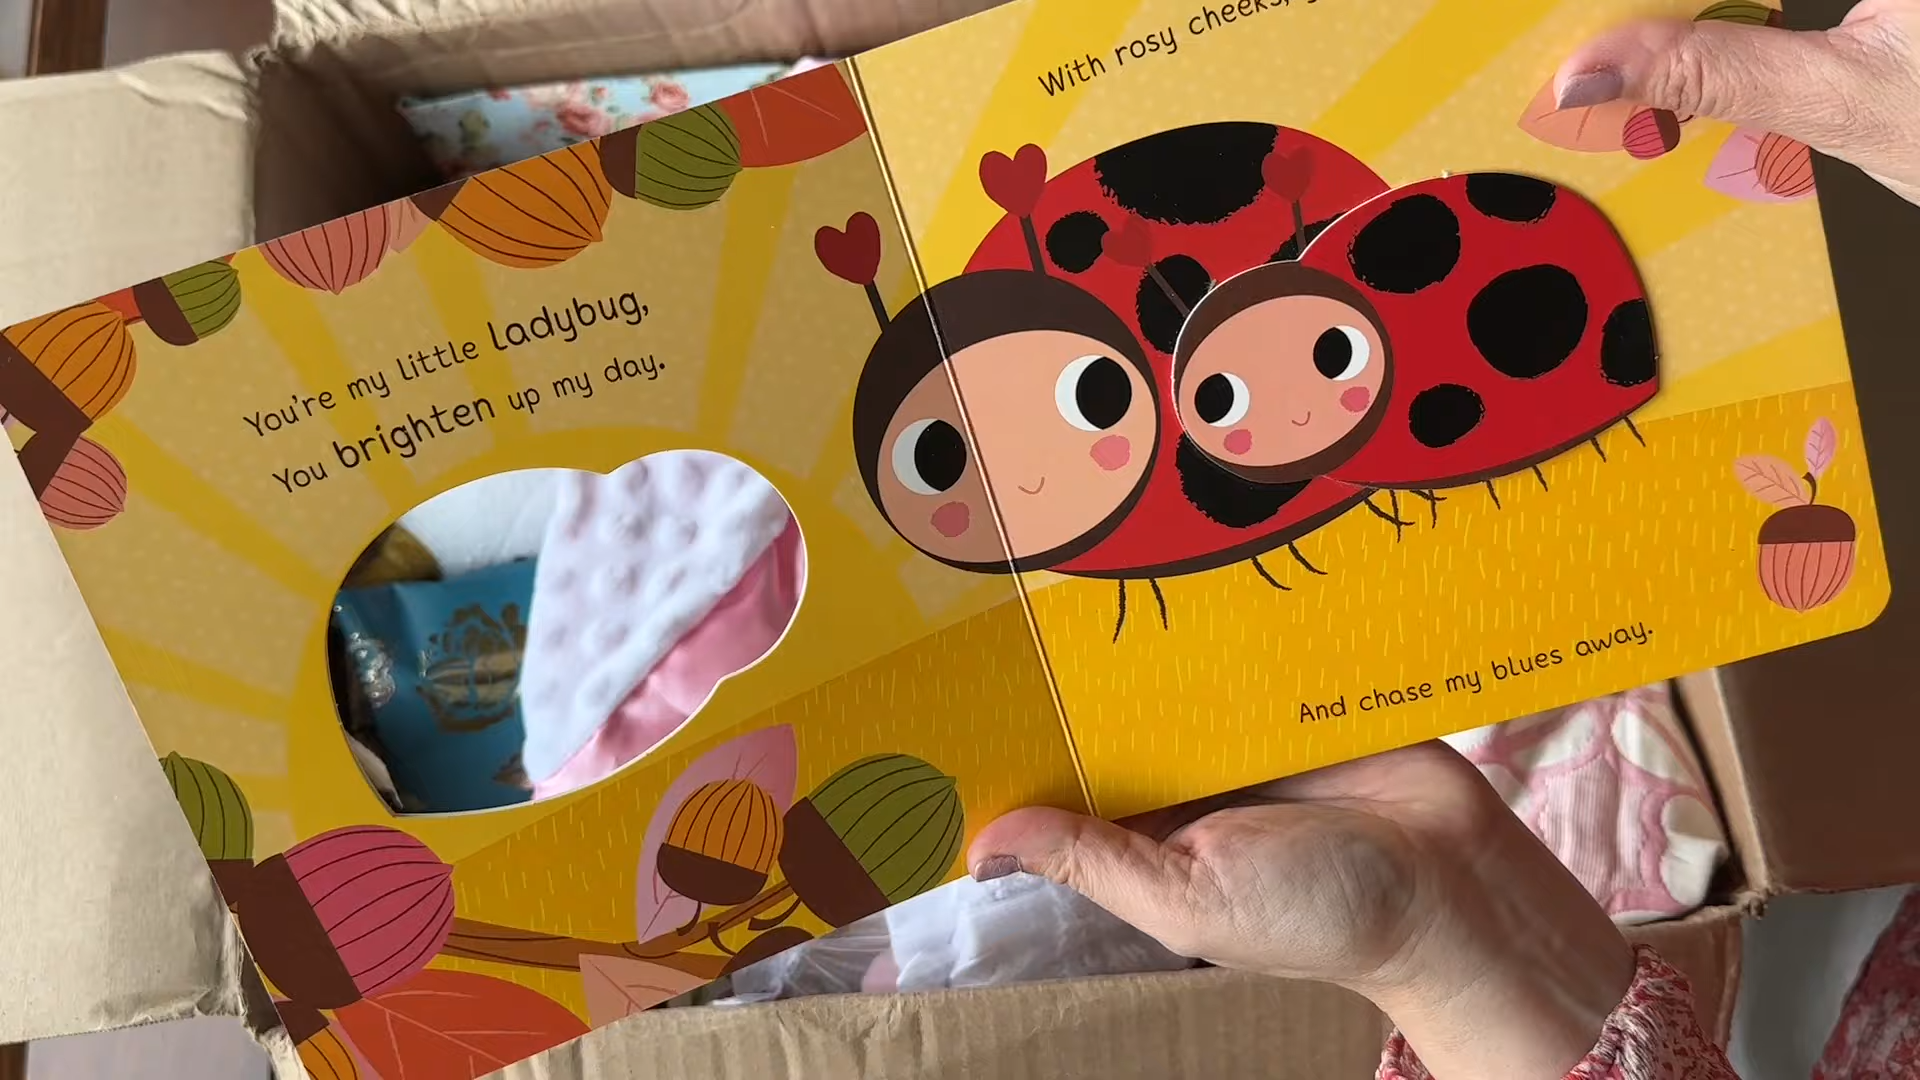 You're my little ladybug,
You brighten up my day.
With rosy cheeks,
And chase my blues away.